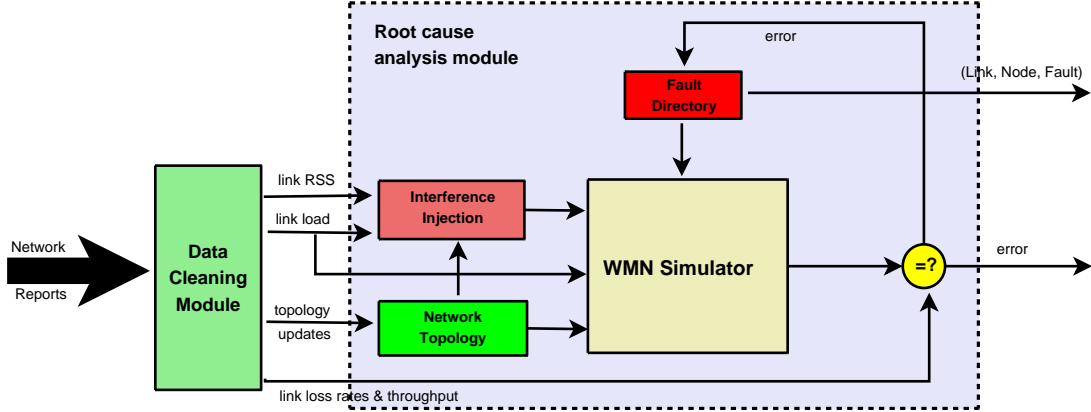 Root cause
analysis module
error
Fault
Directory
(Link, Node, Fault)
link RSS
link load
Interference
Injection
Network
Reports
Data
Cleaning
Module
WMN Simulator
=?
error
topology
updates
Network
Topology
link loss rates & throughput